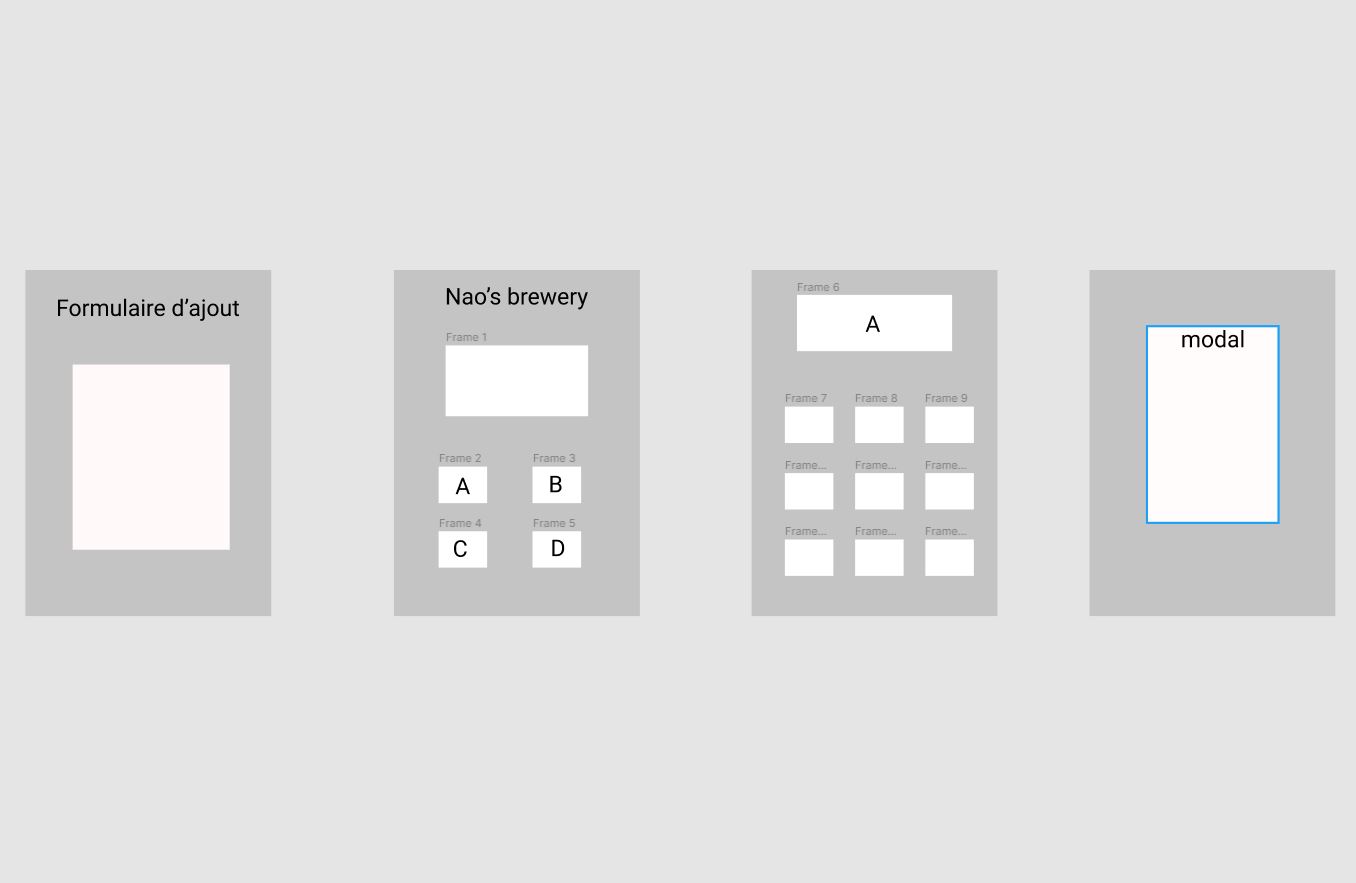 Formulaire d’ajout
Nao’s brewery
Frame 1
Frame 2
Frame 3
A
B
Frame 4
Frame 5
C
D
Frame 6
A
Frame 7
Frame 8
Frame 9
Frame...
Frame...
Frame...
Frame...
Frame...
Frame...
modal